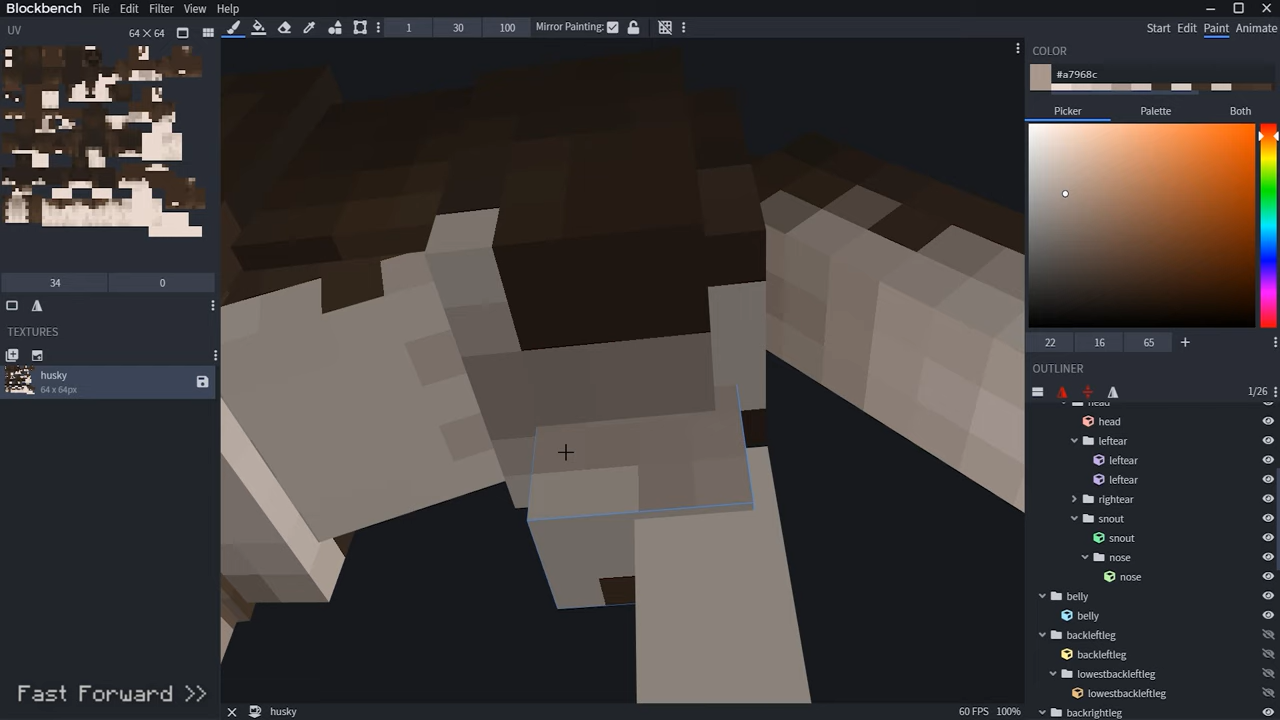 Blockbench File Edit Filter View Help
UV 64 × 64 1 30 100 Mirror Painting: Start Edit Paint Animate
COLOR
#a7968c
Picker Palette Both
34 0
TEXTURES
husky
64 x 64px
22 16 65
OUTLINER
1/26
head
head
leftear
leftear
leftear
rightear
snout
snout
nose
nose
belly
belly
backleftleg
backleftleg
lowestbackleftleg
lowestbackleftleg
backrightleg
Fast Forward >>
husky 60 FPS 100%